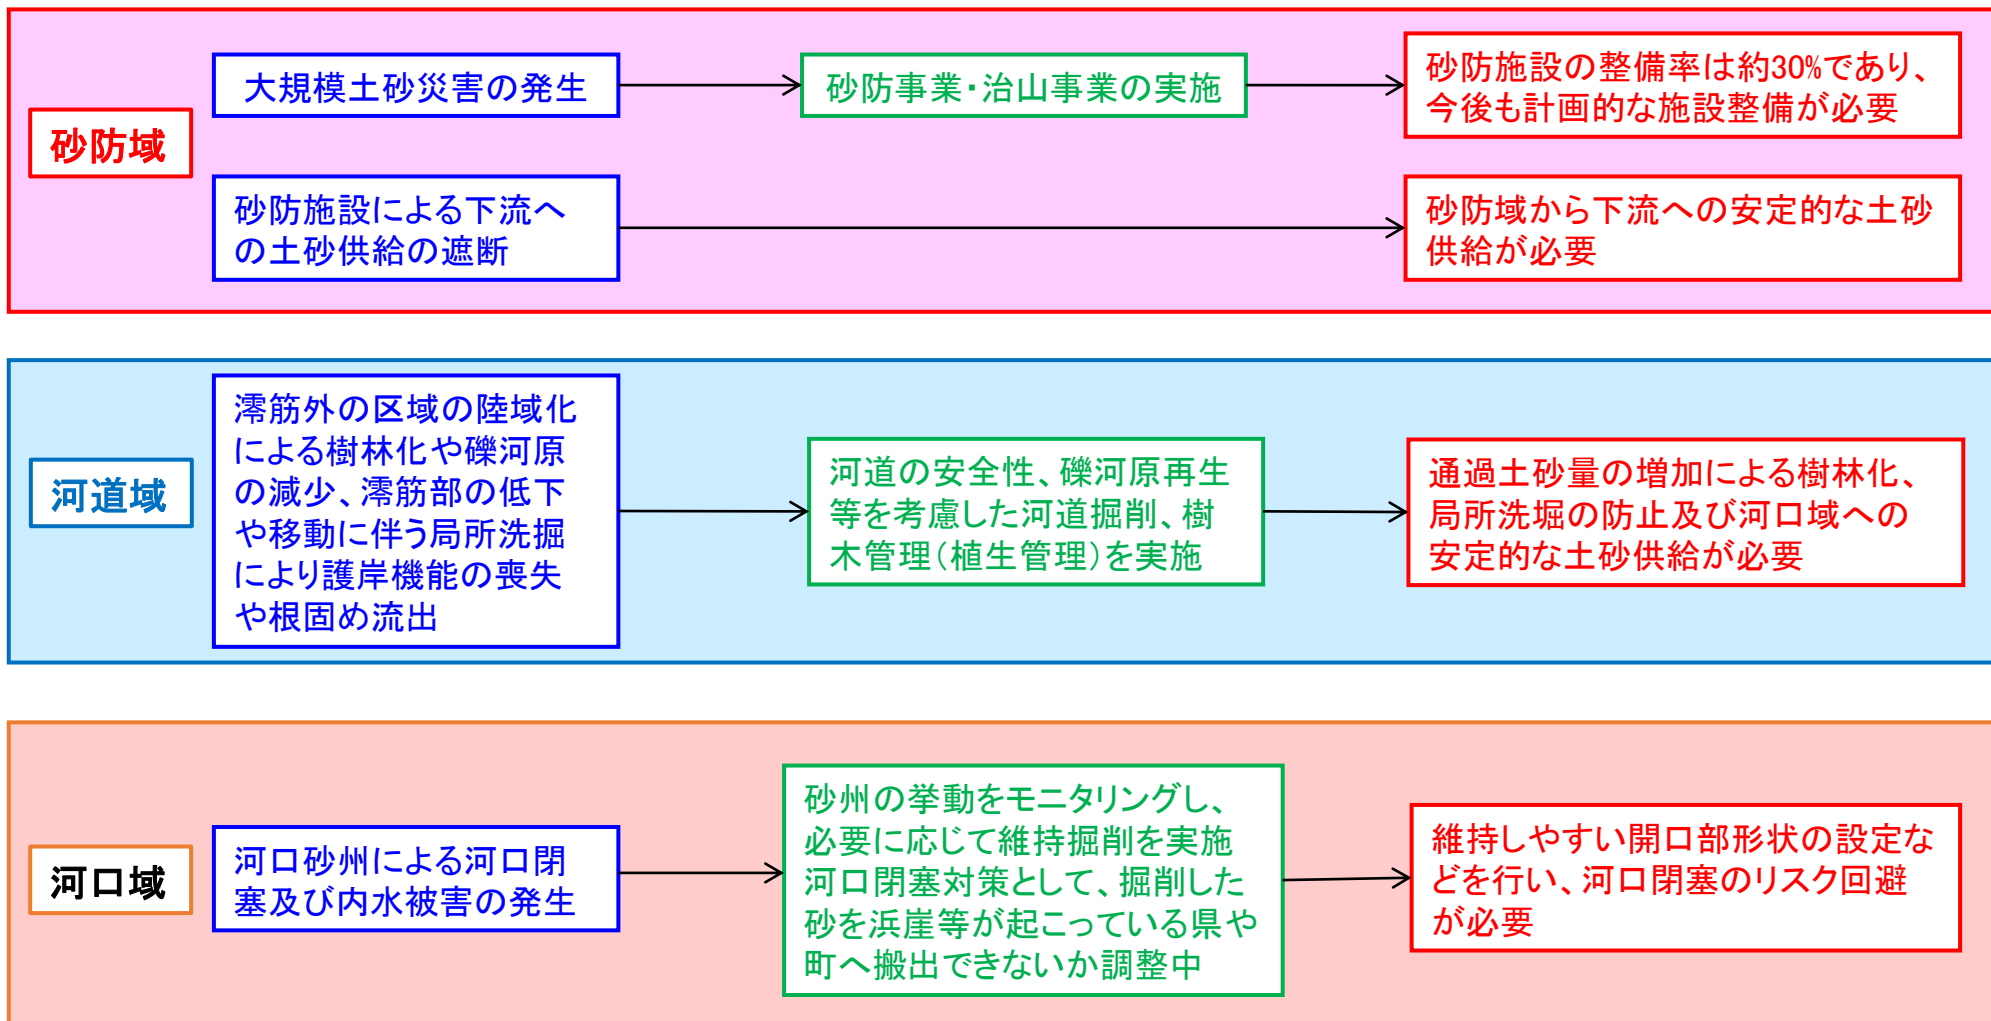 砂防域
大規模土砂災害の発生
砂防事業・治山事業の実施
砂防施設の整備率は約30%であり、
今後も計画的な施設整備が必要
砂防施設による下流へ
の土砂供給の遮断
砂防域から下流への安定的な土砂
供給が必要
河道域
澪筋外の区域の陸域化
による樹林化や礫河原
の減少、澪筋部の低下
や移動に伴う局所洗掘
により護岸機能の喪失
や根固め流出
河道の安全性、礫河原再生
等を考慮した河道掘削、樹
木管理(植生管理)を実施
通過土砂量の増加による樹林化、
局所洗堀の防止及び河口域への
安定的な土砂供給が必要
河口域
河口砂州による河口閉
塞及び内水被害の発生
砂州の挙動をモニタリングし、
必要に応じて維持掘削を実施
河口閉塞対策として、掘削した
砂を浜崖等が起こっている県や
町へ搬出できないか調整中
維持しやすい開口部形状の設定な
どを行い、河口閉塞のリスク回避
が必要